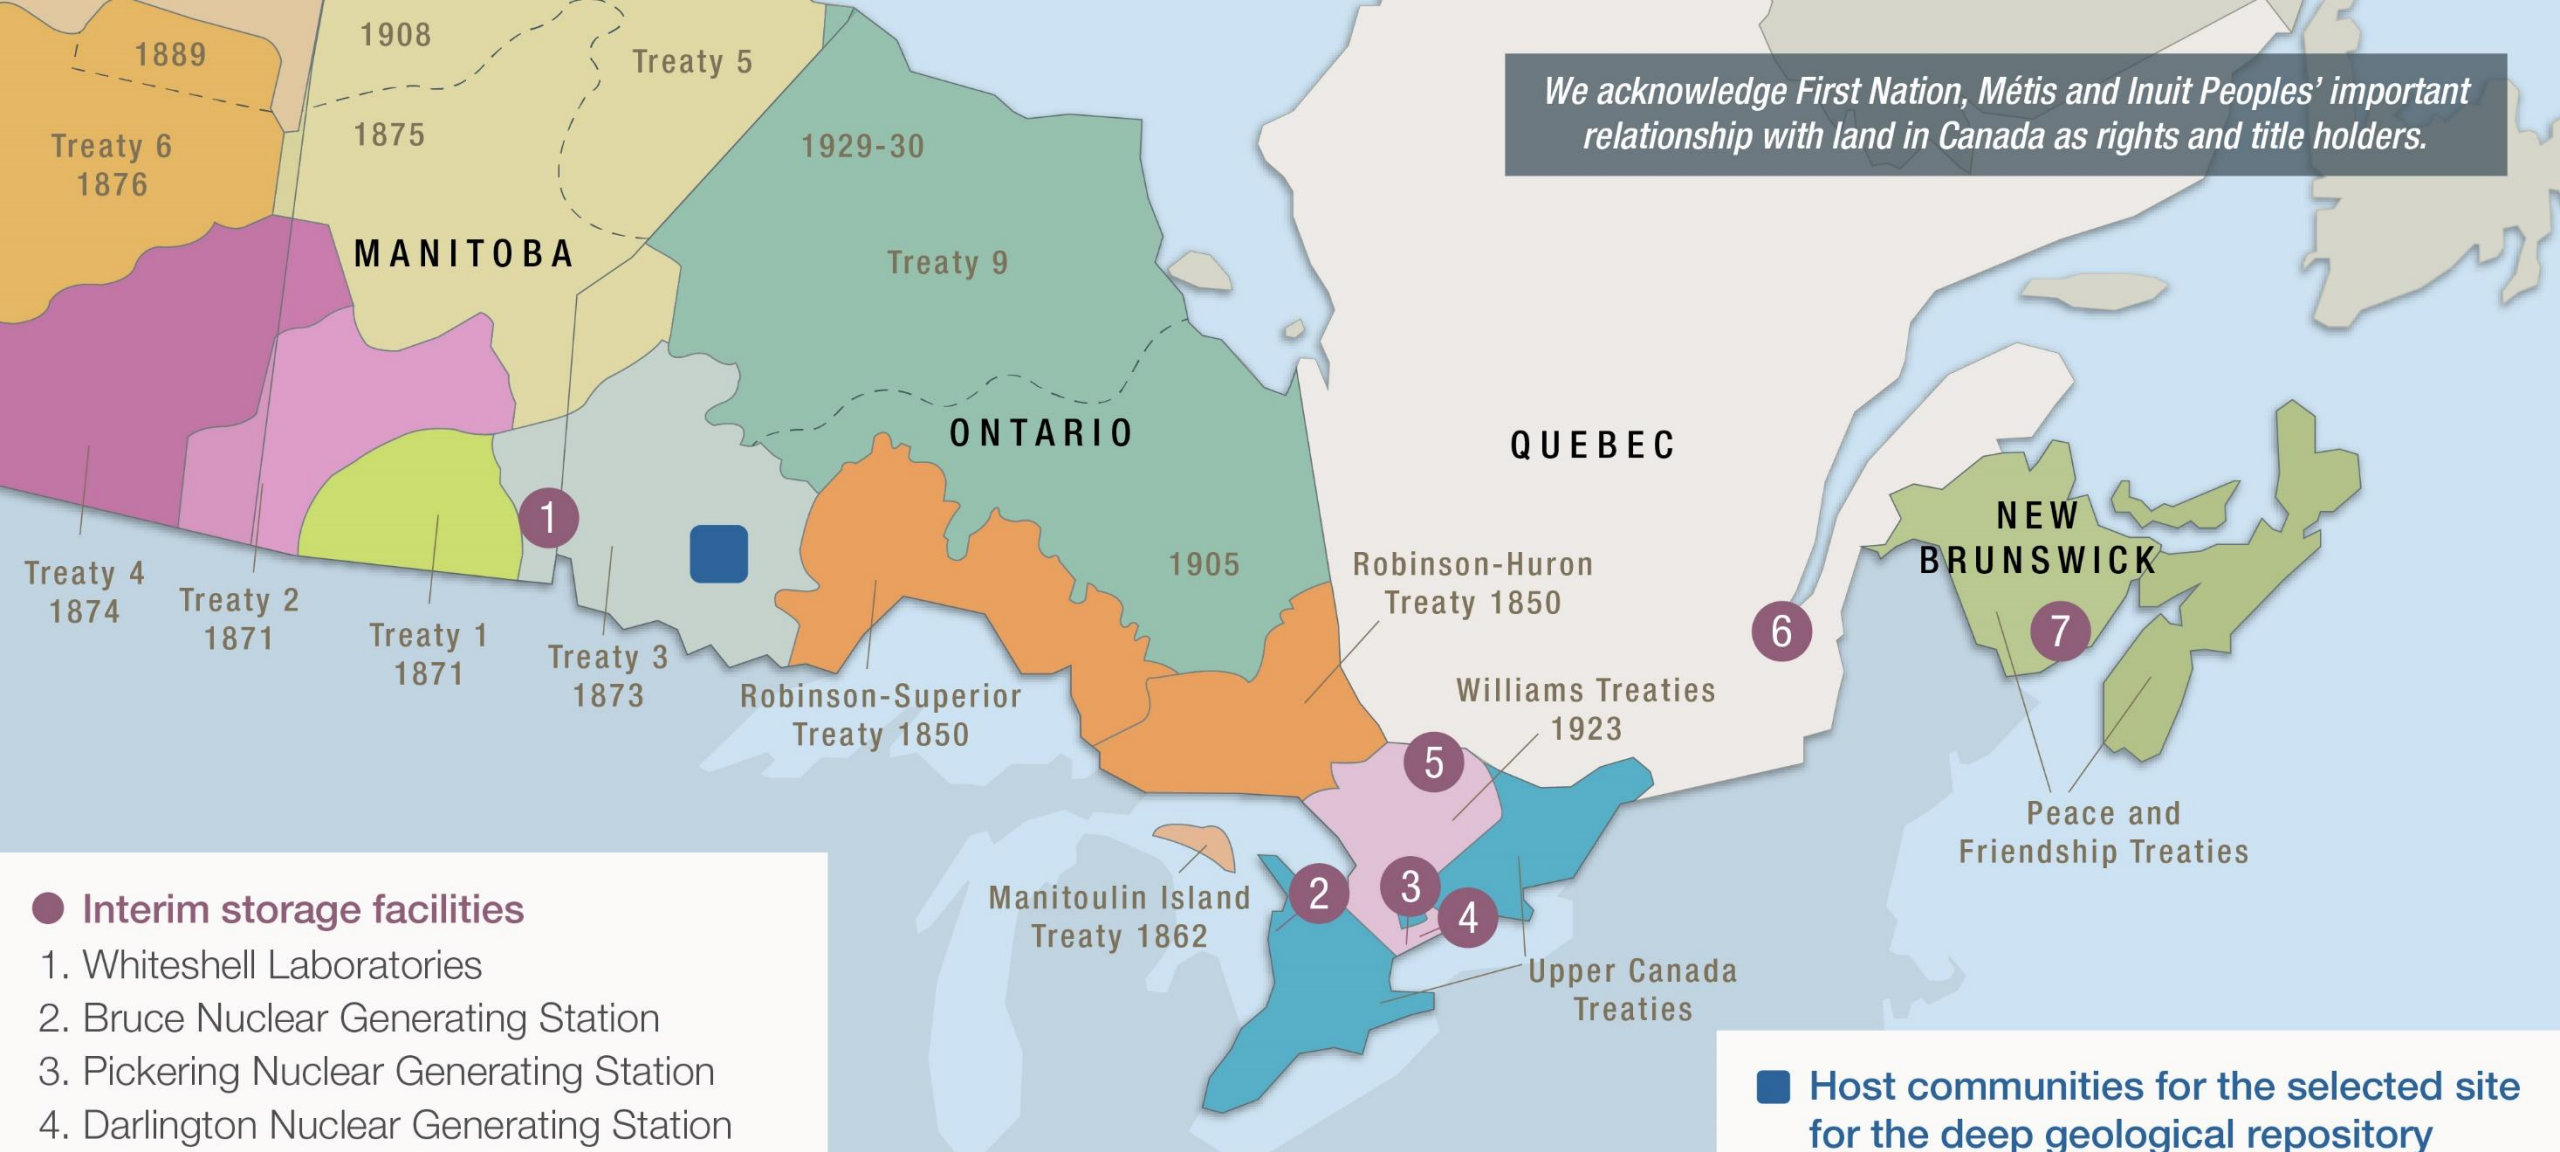 1889
1908
Treaty 5
We acknowledge First Nation, Métis and Inuit Peoples’ important
relationship with land in Canada as rights and title holders.
Treaty 6
1876
1875
1929-30
MANITOBA
Treaty 9
ONTARIO
QUEBEC
NEW
BRUNSWICK
1
1905
Robinson-Huron
Treaty 1850
6
7
Treaty 4
1874
Treaty 2
1871
Treaty 1
1871
Treaty 3
1873
Robinson-Superior
Treaty 1850
Williams Treaties
1923
5
Peace and
Friendship Treaties
2
3
4
Manitoulin Island
Treaty 1862
Upper Canada
Treaties
Interim storage facilities
1. Whiteshell Laboratories
2. Bruce Nuclear Generating Station
3. Pickering Nuclear Generating Station
4. Darlington Nuclear Generating Station
Host communities for the selected site
for the deep geological repository